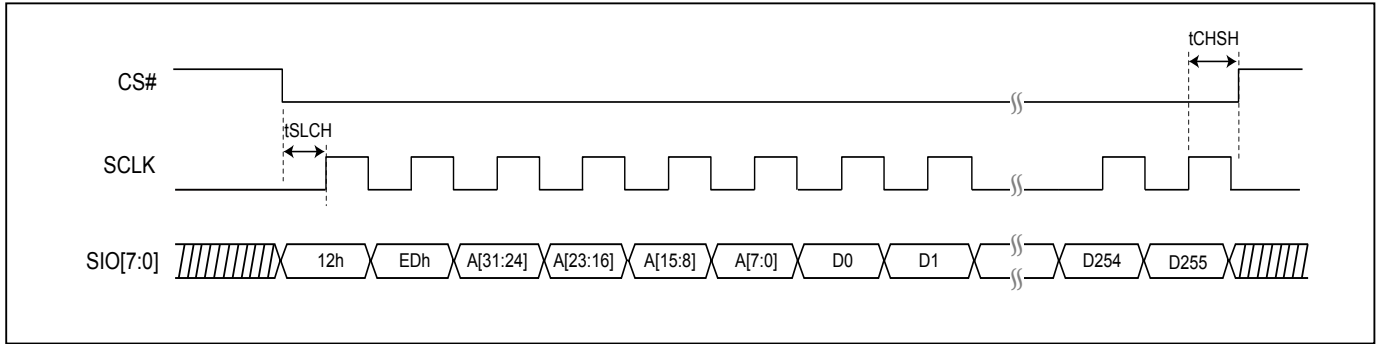 tCHSH
CS#
tSLCH
SCLK
SIO[7:0] 12h EDh A[31:24] A[23:16] A[15:8] A[7:0] D0 D1 D254 D255